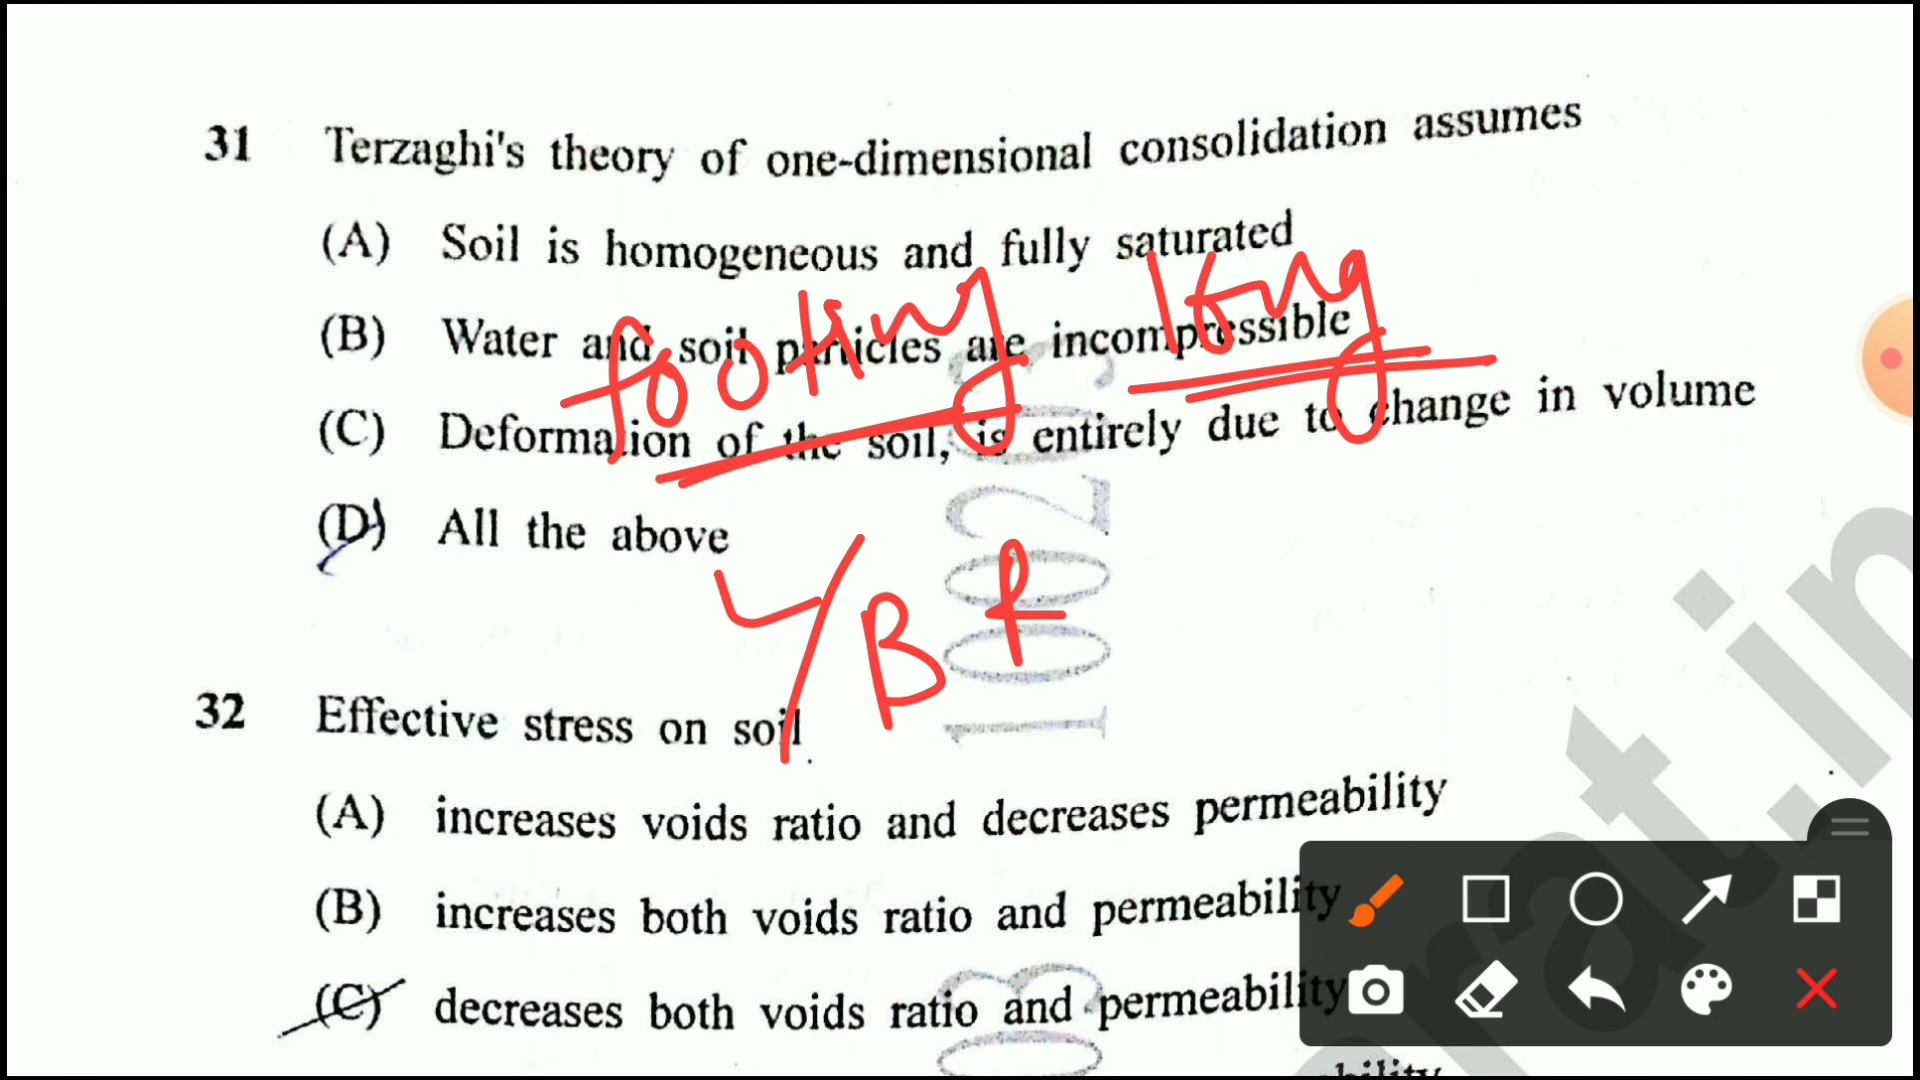 31 Terzaghi's theory of one-dimensional consolidation assumes
(A) Soil is homogeneous and fully saturated
footing long
(B) Water and soil particles are incompressible
(C) Deformation of the soil, is entirely due to change in volume
(D) All the above
B f
32 Effective stress on soil
(A) increases voids ratio and decreases permeability
(B) increases both voids ratio and permeability
(C) decreases both voids ratio and permeability
1002
rat.in